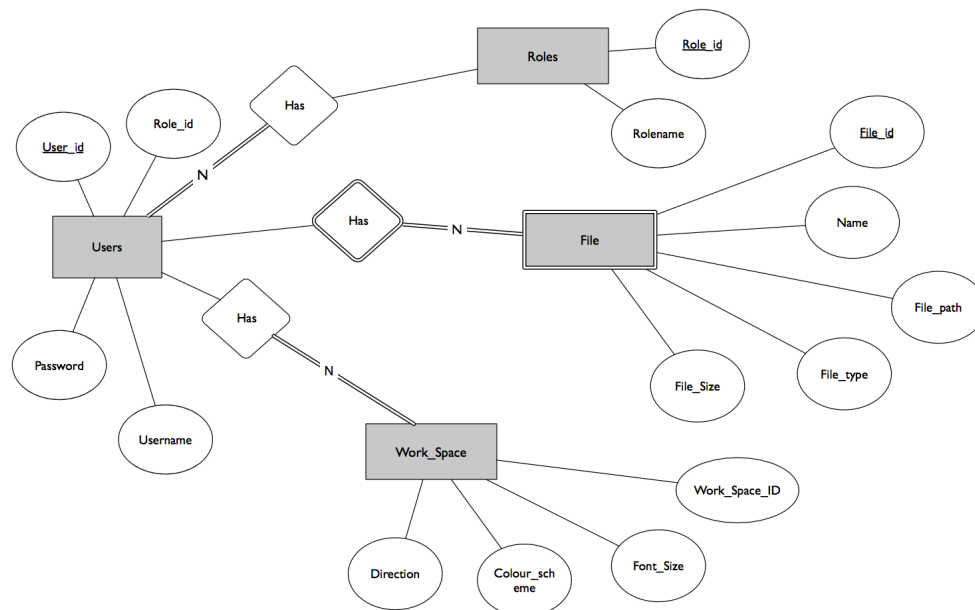 Roles
Role_id
Has
Rolename
Role_id
User_id
File_id
N
Has
N
File
Name
Users
File_path
Has
Password
N
File_Size
File_type
Username
Work_Space
Work_Space_ID
Direction
Colour_sch
eme
Font_Size